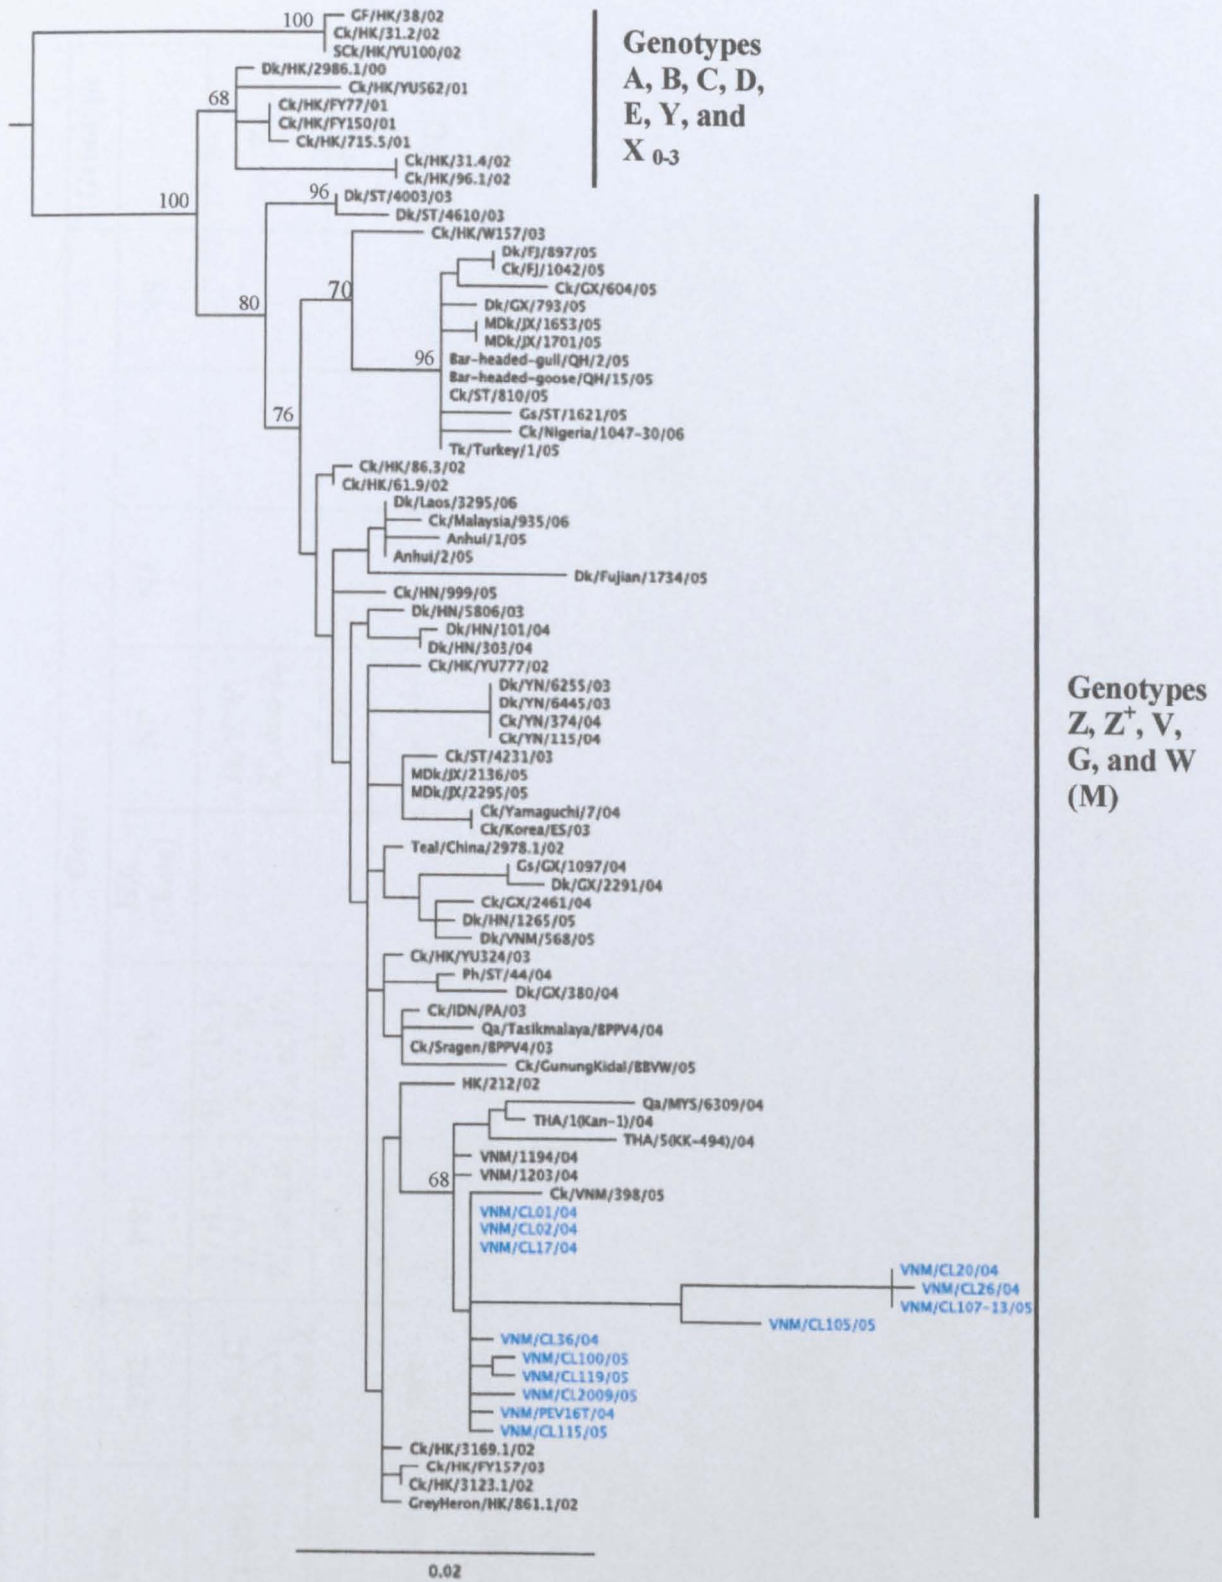 GF/HK/38/02
100
Ck/HK/31.2/02
SCk/HK/YU100/02
Dk/HK/2986.1/00
Ck/HK/YU562/01
68
Ck/HK/FY77/01
Ck/HK/FY150/01
Ck/HK/715.5/01
Ck/HK/31.4/02
Ck/HK/96.1/02
Genotypes
A, B, C, D,
E, Y, and
X 0-3
100
96
Dk/ST/4003/03
Dk/ST/4610/03
Ck/HK/W157/03
Dk/FJ/897/05
Ck/FJ/1042/05
Ck/GX/604/05
70
80
Dk/GX/793/05
MDk/JX/1653/05
MDk/JX/1701/05
96
Bar-headed-gull/QH/2/05
Bar-headed-goose/QH/15/05
Ck/ST/810/05
76
Gs/ST/1621/05
Ck/Nigeria/1047-30/06
Tk/Turkey/1/05
Ck/HK/86.3/02
Ck/HK/61.9/02
Dk/Laos/3295/06
Ck/Malaysia/935/06
Anhui/1/05
Anhui/2/05
Dk/Fujian/1734/05
Ck/HN/999/05
Dk/HN/5806/03
Dk/HN/101/04
Dk/HN/303/04
Ck/HK/YU777/02
Dk/YN/6255/03
Dk/YN/6445/03
Ck/YN/374/04
Ck/YN/115/04
Genotypes
Z, Z+, V,
G, and W
(M)
Ck/ST/4231/03
MDk/JX/2136/05
MDk/JX/2295/05
Ck/Yamaguchi/7/04
Ck/Korea/ES/03
Teal/China/2978.1/02
Gs/GX/1097/04
Dk/GX/2291/04
Ck/GX/2461/04
Dk/HN/1265/05
Dk/VNM/568/05
Ck/HK/YU324/03
Ph/ST/44/04
Dk/GX/380/04
Ck/IDN/PA/03
Qa/Tasikmalaya/BPPV4/04
Ck/Sragen/BPPV4/03
Ck/GunungKidal/BBVW/05
HK/212/02
Qa/MYS/6309/04
THA/1(Kan-1)/04
THA/5(KK-494)/04
VNM/1194/04
68
VNM/1203/04
Ck/VNM/398/05
VNM/CL01/04
VNM/CL02/04
VNM/CL17/04
VNM/CL20/04
VNM/CL26/04
VNM/CL107-13/05
VNM/CL105/05
VNM/CL36/04
VNM/CL100/05
VNM/CL119/05
VNM/CL2009/05
VNM/PEV16T/04
VNM/CL115/05
Ck/HK/3169.1/02
Ck/HK/FY157/03
Ck/HK/3123.1/02
GreyHeron/HK/861.1/02
0.02